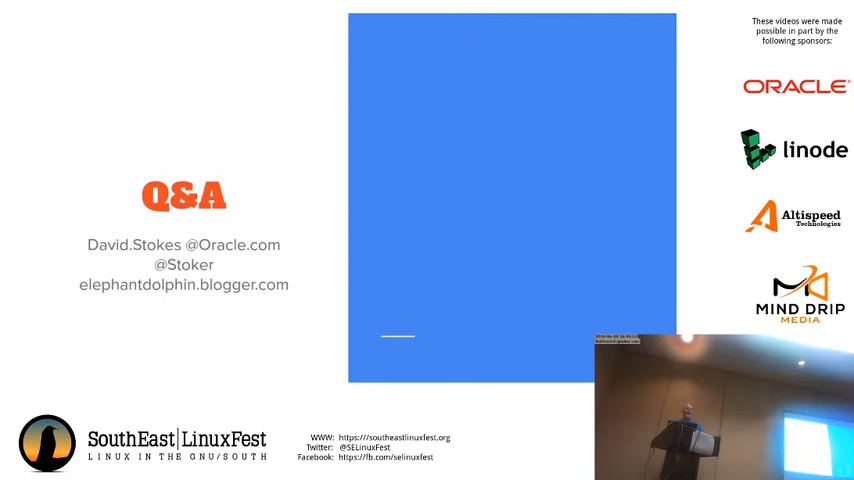 These videos were made
possible in part by the
following sponsors:
ORACLE
linode
Altispeed
Technologies
MIND DRIP
MEDIA
Q&A
David.Stokes @Oracle.com
@Stoker
elephantdolphin.blogger.com
SouthEast|LinuxFest
LINUX IN THE GNU/SOUTH
WWW: https:///southeastlinuxfest.org
Twitter: @SELinuxFest
Facebook: https://fb.com/selinuxfest